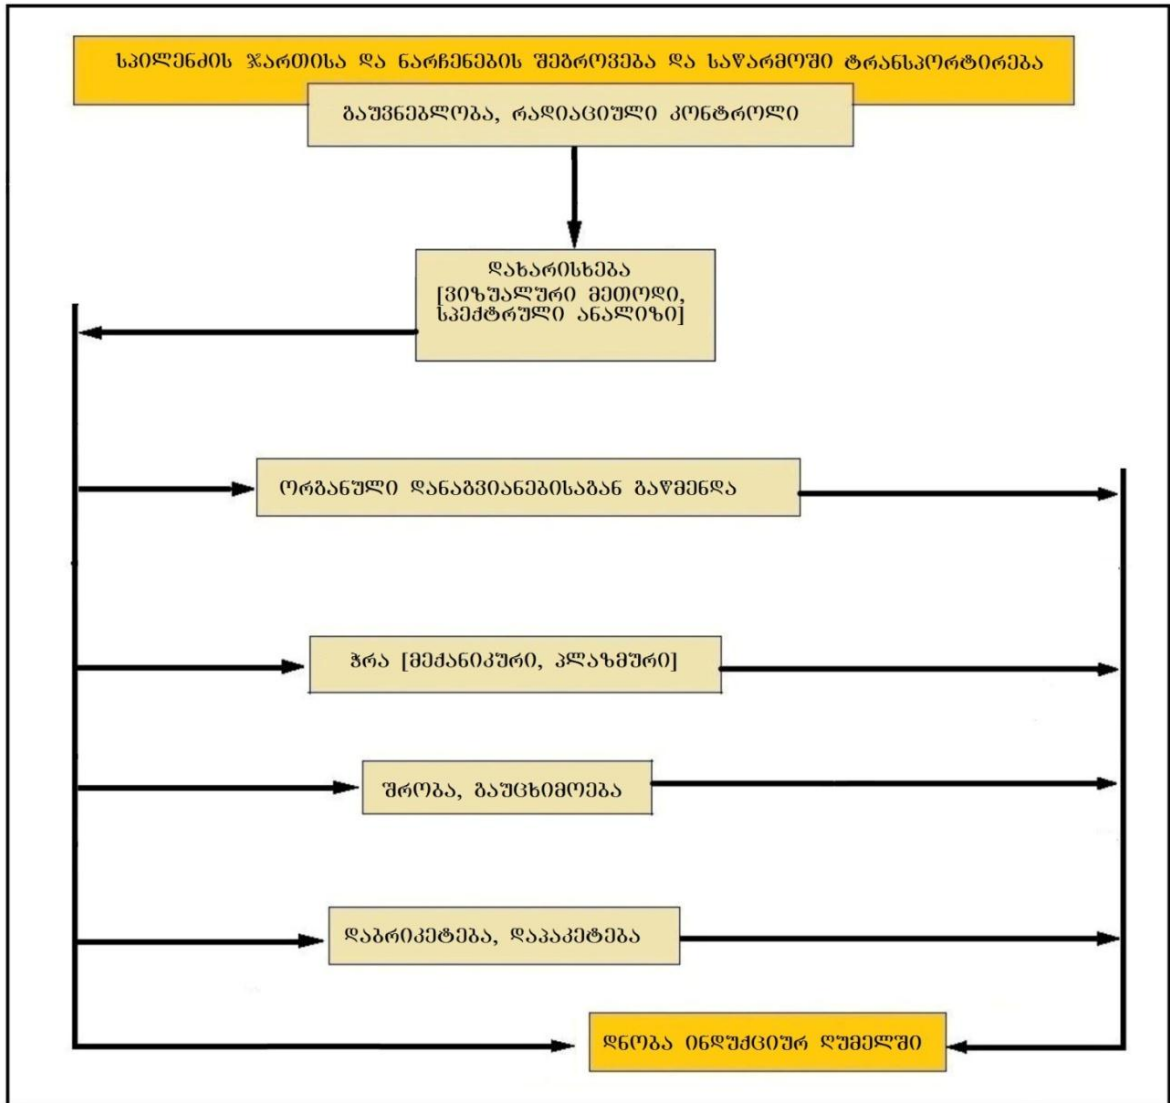 სპილენძის ჯართისა და ნარჩენების შეგროვება და საწარმოში ტრანსპორტირება
გაუვნებლობა, რადიაციული კონტროლი
დახარისხება
[ვიზუალური მეთოდი,
სპექტრული ანალიზი]
ორგანული დანაგვიანებისაგან გაწმენდა
ჭრა [მექანიკური, პლაზმური]
შრობა, გაუცხიმოება
დაბრიკეტება, დაპაკეტება
დნობა ინდუქციურ ღუმელში